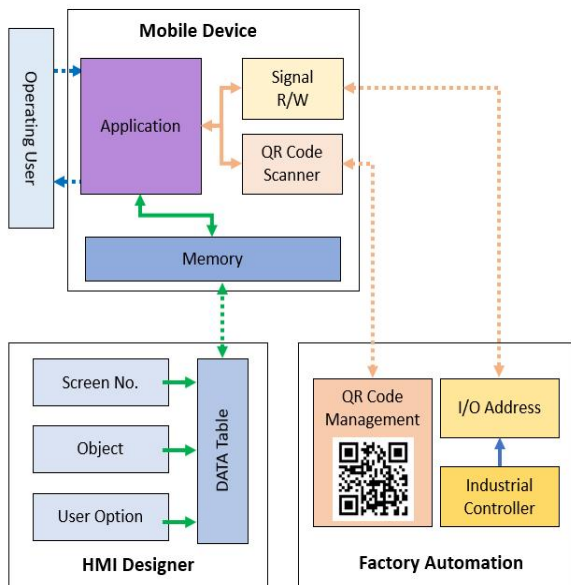 Mobile Device
Operating User
Application
Signal
R/W
QR Code
Scanner
Memory
Screen No.
Object
User Option
DATA Table
HMI Designer
QR Code
Management
I/O Address
Industrial
Controller
Factory Automation